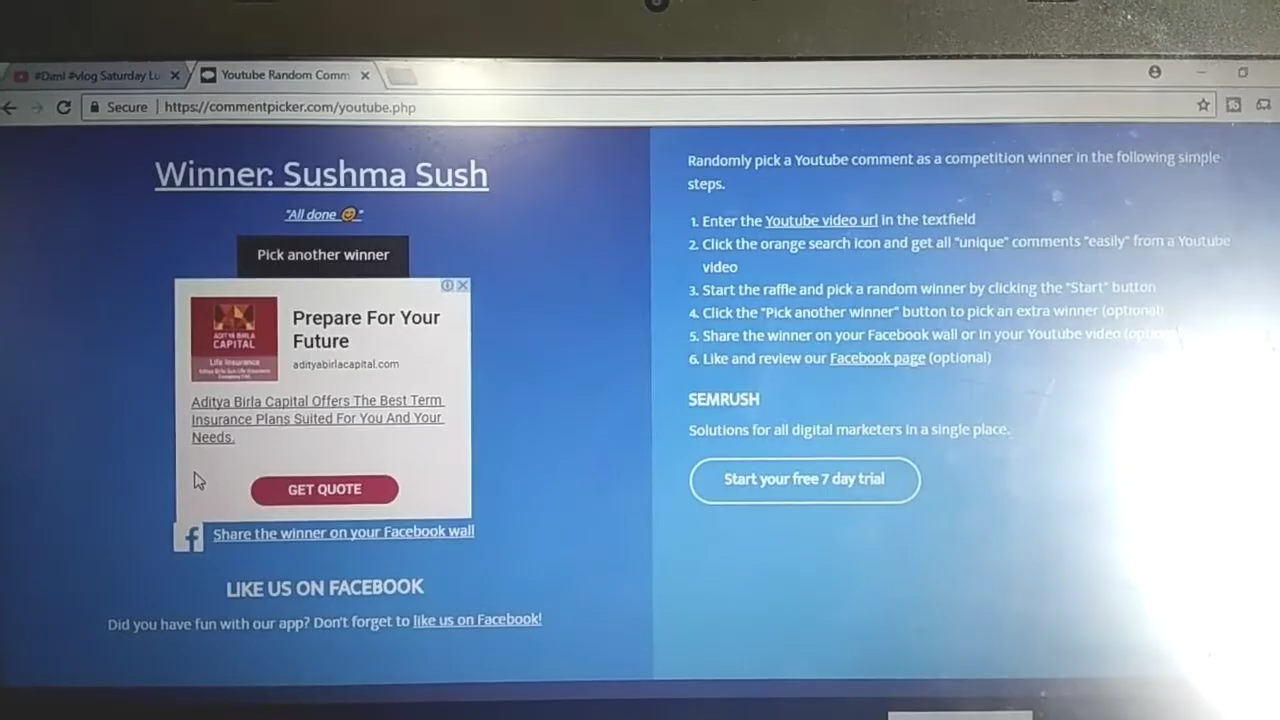 #DimI #vlog Saturday Lu
Youtube Random Comm
Secure | https://commentpicker.com/youtube.php
Winner: Sushma Sush
"All done 😊"
Pick another winner
ADITYA BIRLA
CAPITAL
Life Insurance
Prepare For Your
Future
adityabirlacapital.com
Aditya Birla Capital Offers The Best Term
Insurance Plans Suited For You And Your
Needs.
GET QUOTE
Share the winner on your Facebook wall
LIKE US ON FACEBOOK
Did you have fun with our app? Don't forget to like us on Facebook!
Randomly pick a Youtube comment as a competition winner in the following simple
steps.
1. Enter the Youtube video url in the textfield
2. Click the orange search icon and get all "unique" comments "easily" from a Youtube
video
3. Start the raffle and pick a random winner by clicking the "Start" button
4. Click the "Pick another winner" button to pick an extra winner (optional)
5. Share the winner on your Facebook wall or in your Youtube video
6. Like and review our Facebook page (optional)
SEMRUSH
Solutions for all digital marketers in a single place.
Start your free 7 day trial